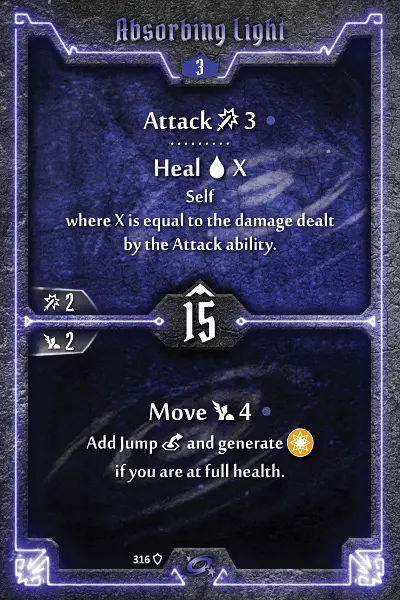 Absorbing Light
3
Attack 3
Heal X
Self
where X is equal to the damage dealt
by the Attack ability.
2
15
2
Move 4
Add Jump and generate
if you are at full health.
316